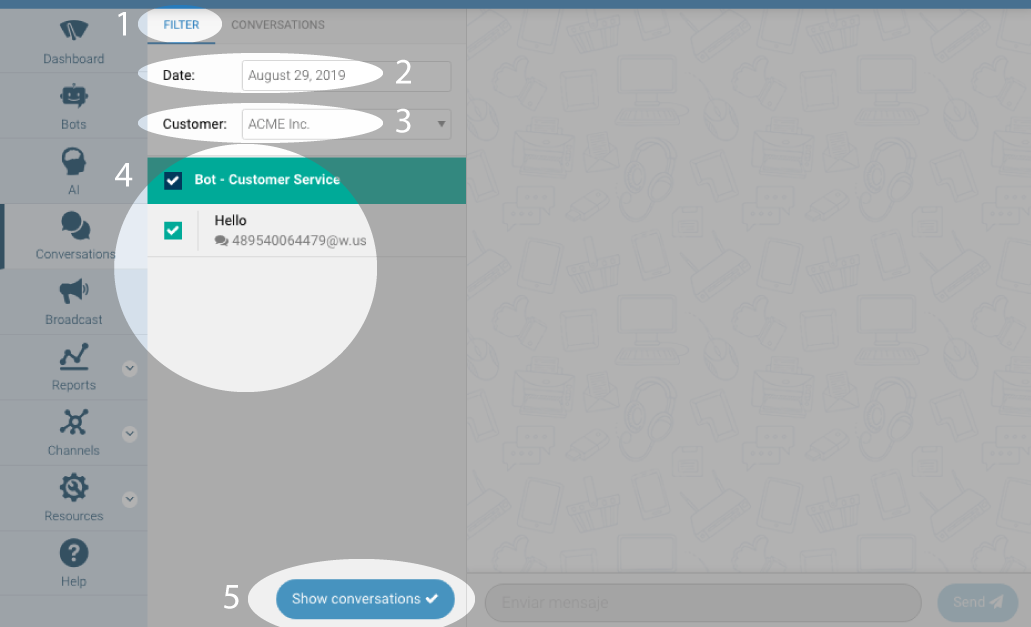 1
FILTER
CONVERSATIONS
Dashboard
Date:
August 29, 2019
2
Bots
Customer:
ACME Inc.
3
AI
4
Bot - Customer Service
Hello
489540064479@w.us
Conversations
Broadcast
Reports
Channels
Resources
Help
5
Show conversations
Enviar mensaje
Send